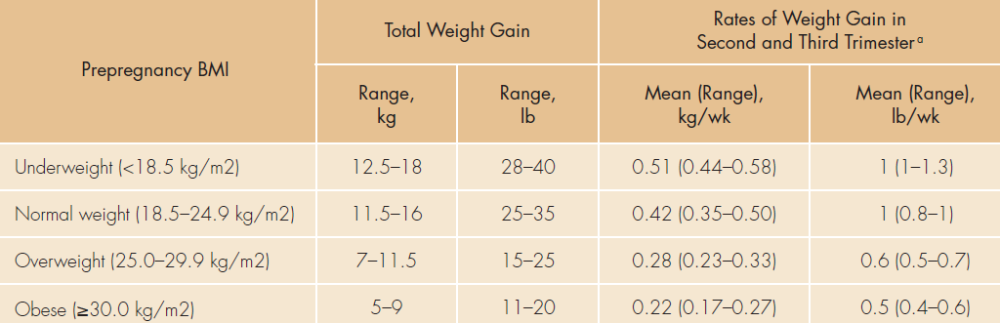 Prepregnancy BMI
Total Weight Gain
Rates of Weight Gain in
Second and Third Trimester a
Range,
kg
Range,
lb
Mean (Range),
kg/wk
Mean (Range),
lb/wk
Underweight (<18.5 kg/m2) 12.5–18 28–40 0.51 (0.44–0.58) 1 (1–1.3)
Normal weight (18.5–24.9 kg/m2) 11.5–16 25–35 0.42 (0.35–0.50) 1 (0.8–1)
Overweight (25.0–29.9 kg/m2) 7–11.5 15–25 0.28 (0.23–0.33) 0.6 (0.5–0.7)
Obese (≥30.0 kg/m2) 5–9 11–20 0.22 (0.17–0.27) 0.5 (0.4–0.6)